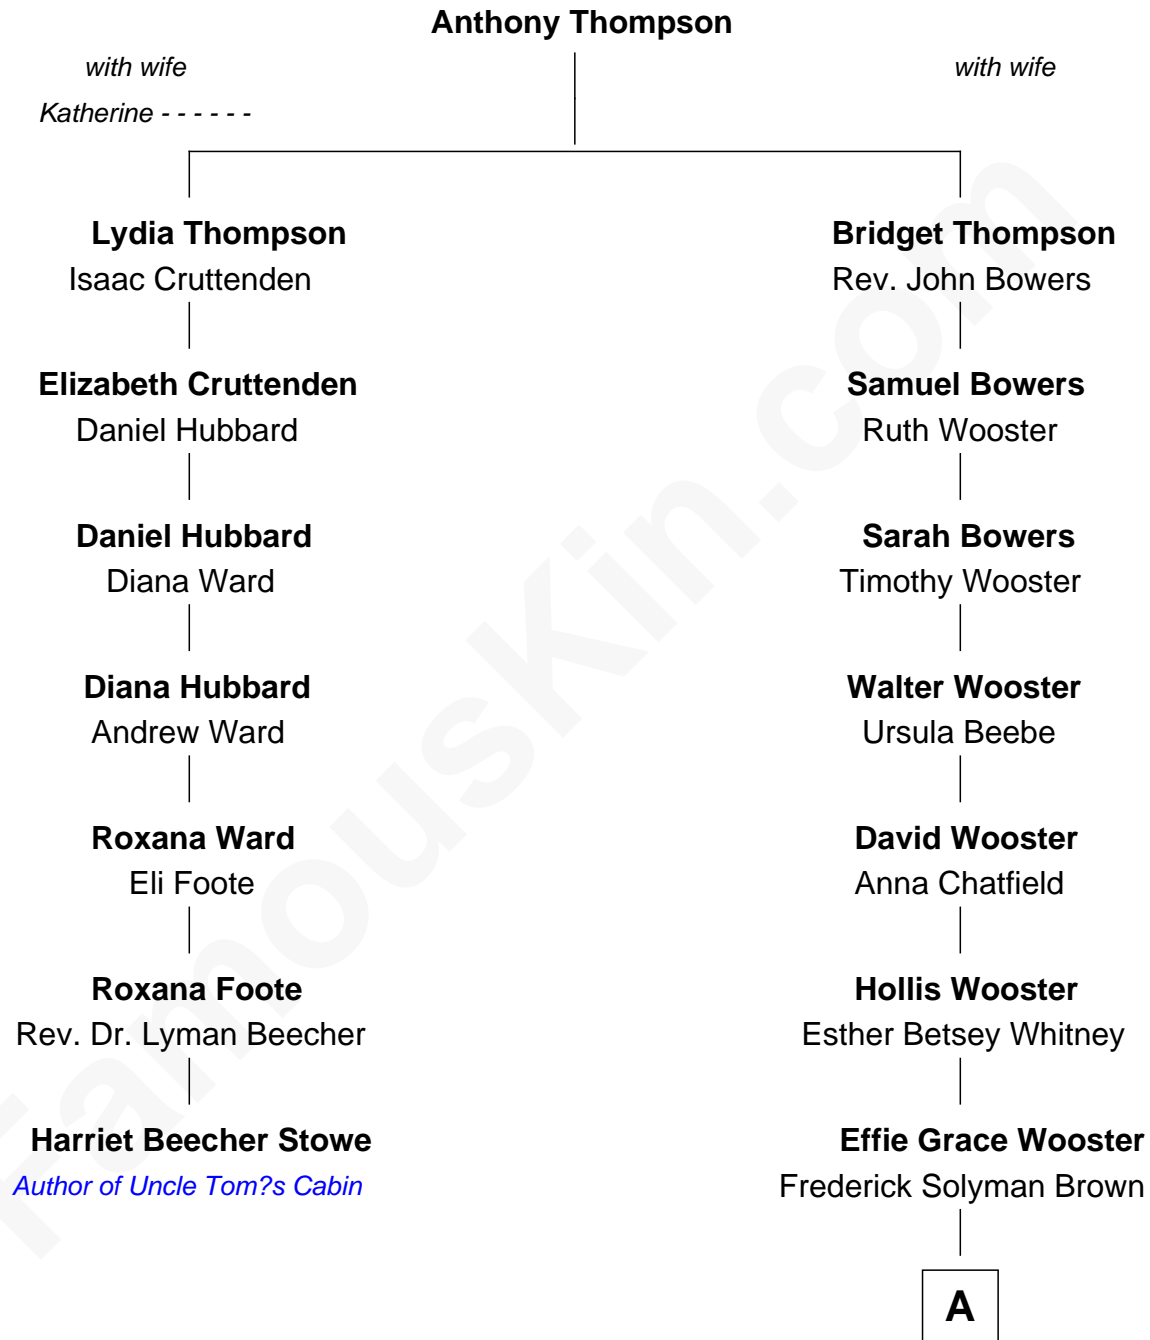 Anthony Thompson
with wife
with wife
Katherine - - - - - -
Lydia Thompson
Isaac Cruttenden
Bridget Thompson
Rev. John Bowers
Elizabeth Cruttenden
Daniel Hubbard
Samuel Bowers
Ruth Wooster
Daniel Hubbard
Diana Ward
Sarah Bowers
Timothy Wooster
Diana Hubbard
Andrew Ward
Walter Wooster
Ursula Beebe
Roxana Ward
Eli Foote
David Wooster
Anna Chatfield
Roxana Foote
Rev. Dr. Lyman Beecher
Hollis Wooster
Esther Betsey Whitney
Harriet Beecher Stowe
Author of Uncle Tom?s Cabin
Effie Grace Wooster
Frederick Solyman Brown
A
FamousKin.com